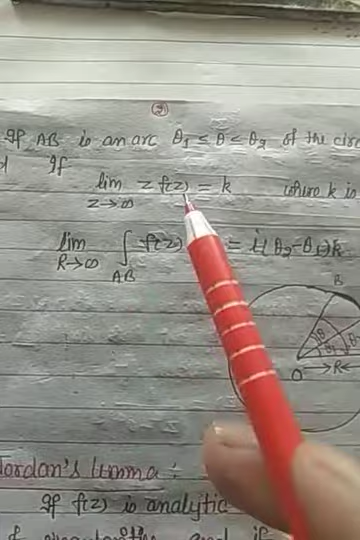 ②
If AB is an arc θ₁ ≤ θ ≤ θ₂ of the circ
If
lim z f(z) = k where k is
z→∞
lim ∫ f(z) = i(θ₂-θ₁)k
R→∞ AB
B
θ
O →R←
Jordan's Lemma:
If f(z) is analytic